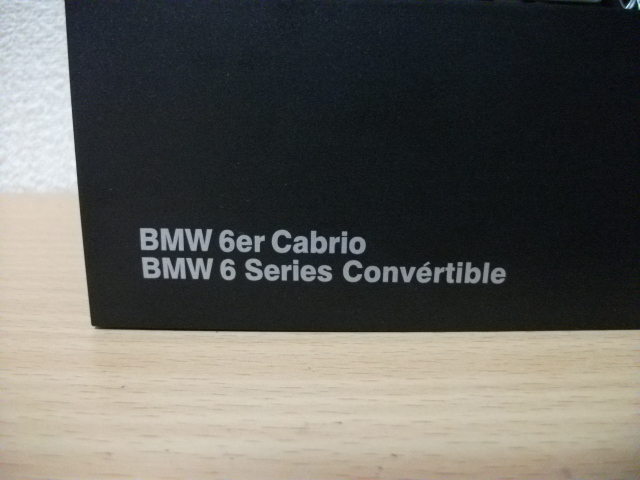 BMW 6er Cabrio
BMW 6 Series Convértible